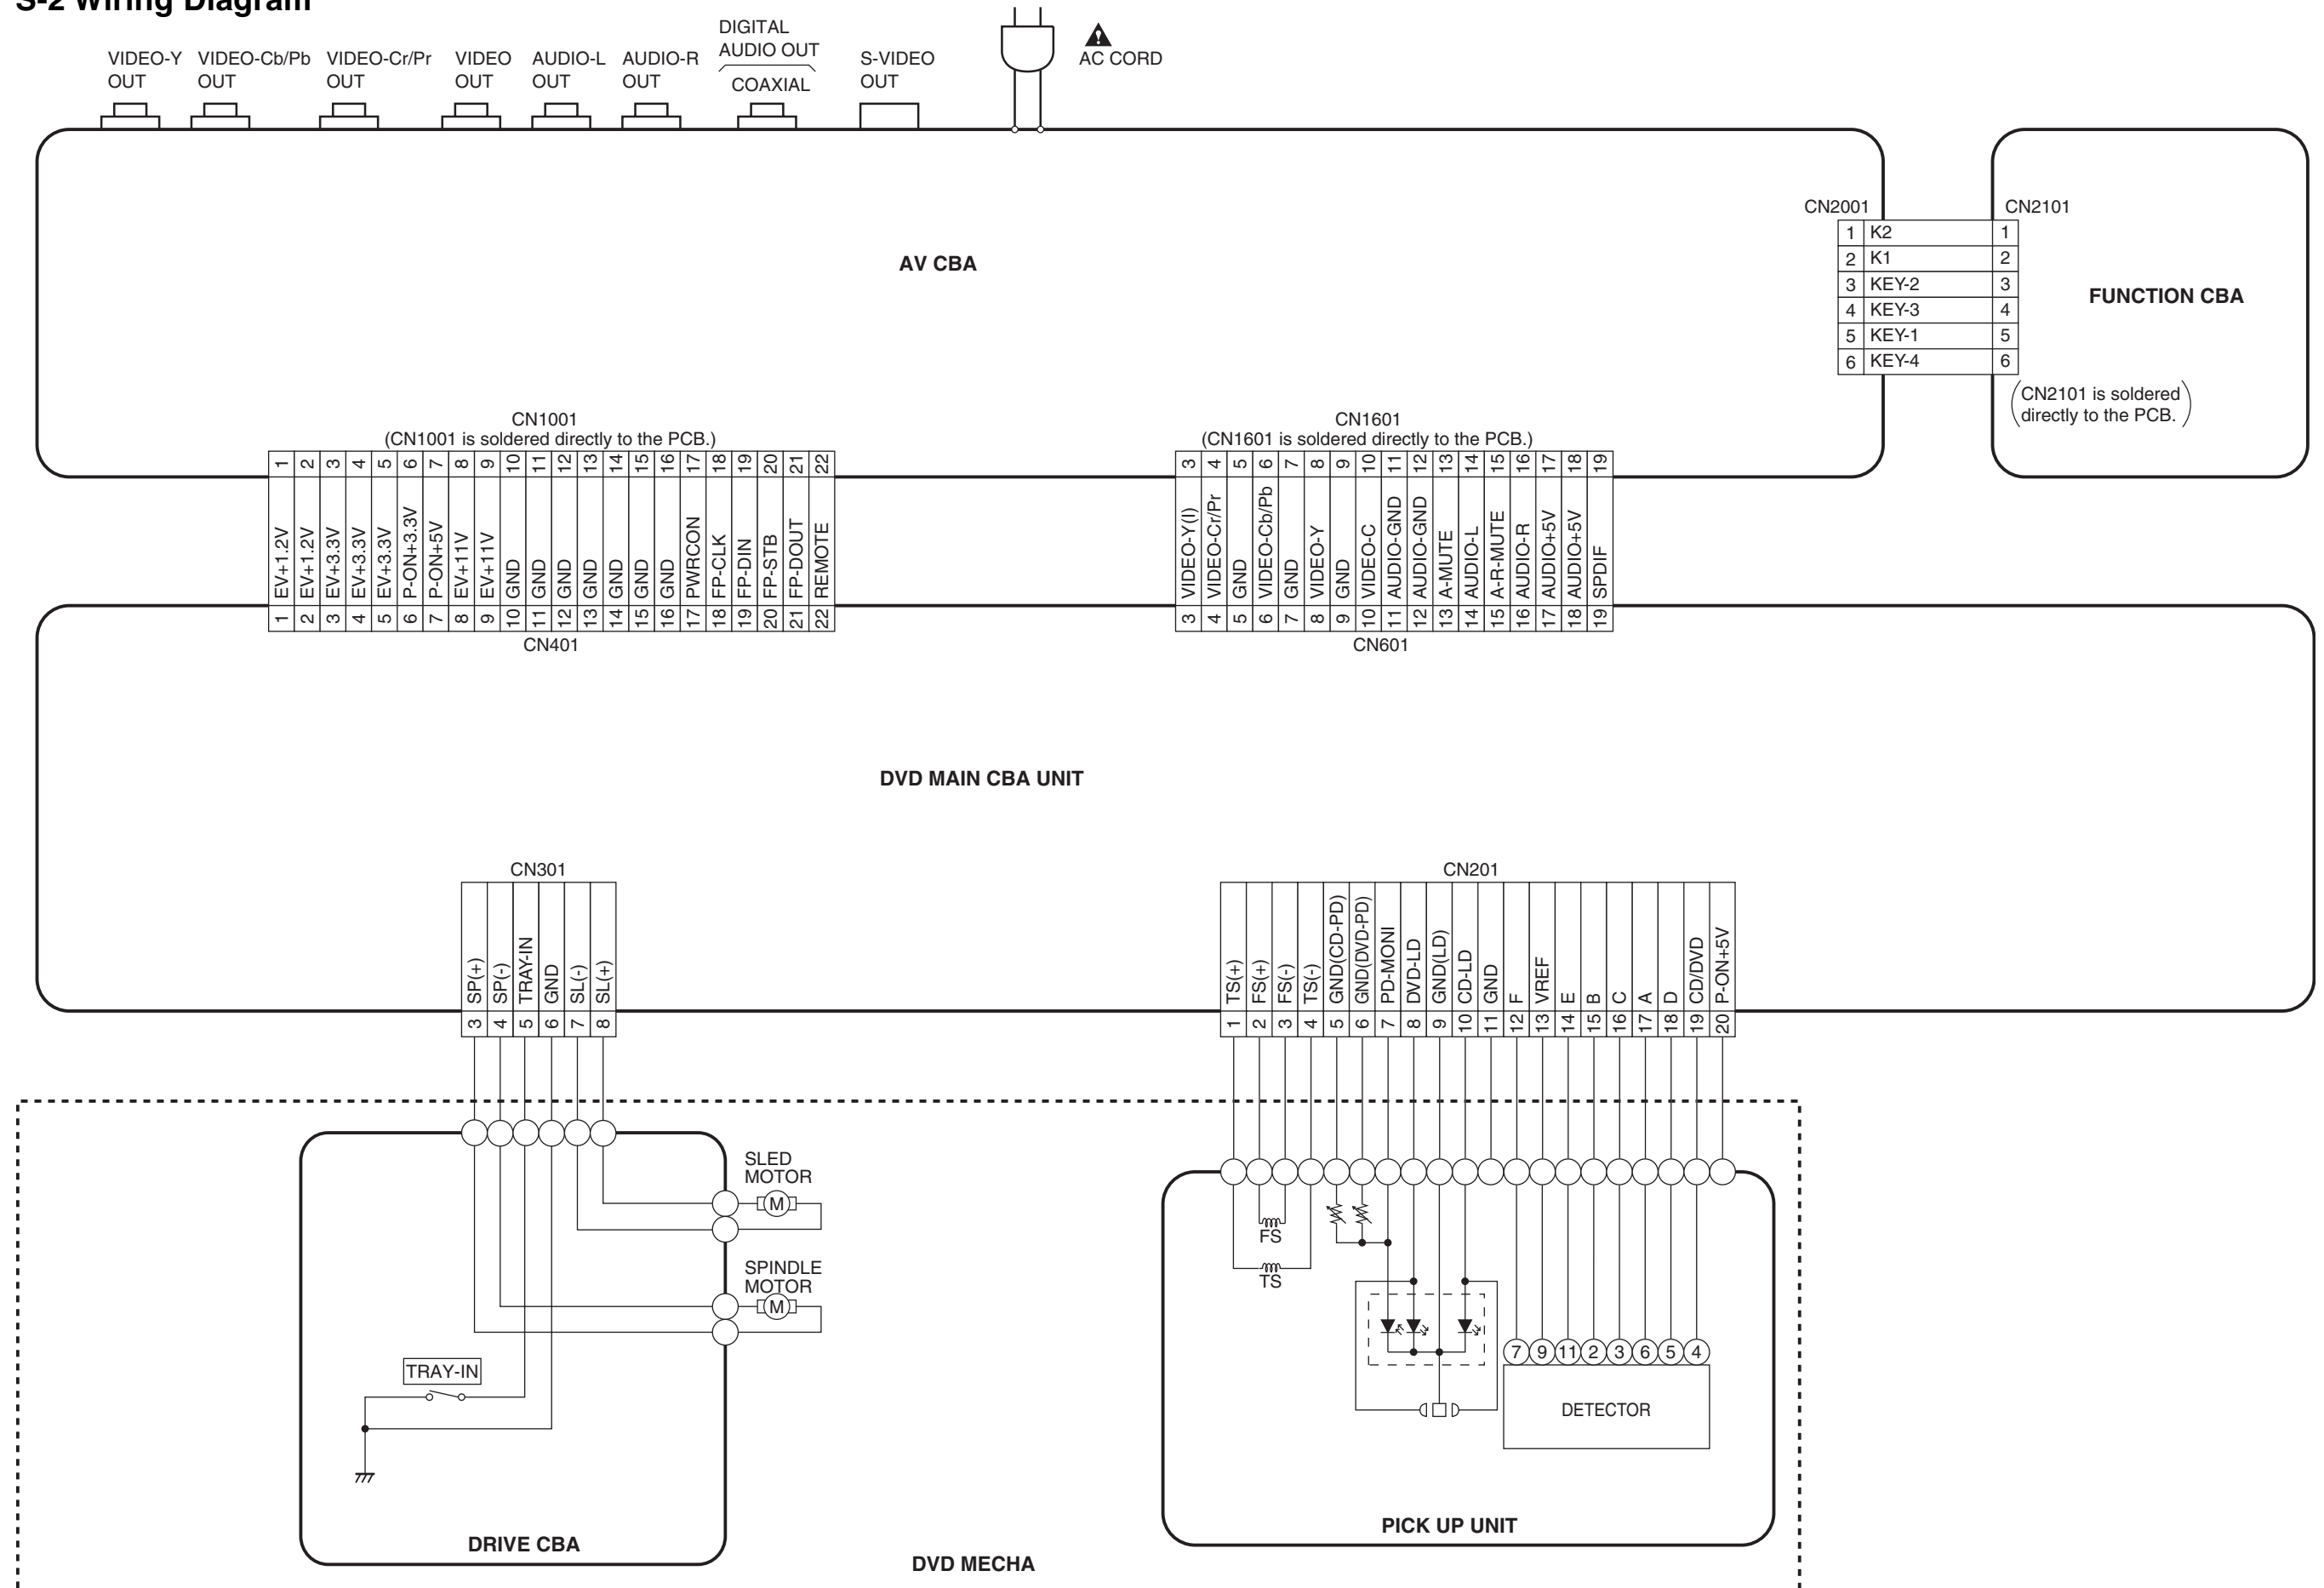 S-2 Wiring Diagram
VIDEO-Y
OUT
VIDEO-Cb/Pb
OUT
VIDEO-Cr/Pr
OUT
VIDEO
OUT
AUDIO-L
OUT
AUDIO-R
OUT
DIGITAL
AUDIO OUT
COAXIAL
S-VIDEO
OUT
!
AC CORD
AV CBA
CN2001
CN2101
1 K2 1
2 K1 2
3 KEY-2 3
4 KEY-3 4
5 KEY-1 5
6 KEY-4 6
FUNCTION CBA
(CN2101 is soldered
directly to the PCB.)
CN1001
(CN1001 is soldered directly to the PCB.)
1 EV+1.2V 1
2 EV+1.2V 2
3 EV+3.3V 3
4 EV+3.3V 4
5 EV+3.3V 5
6 P-ON+3.3V 6
7 P-ON+5V 7
8 EV+11V 8
9 EV+11V 9
10 GND 10
11 GND 11
12 GND 12
13 GND 13
14 GND 14
15 GND 15
16 GND 16
17 PWRCON 17
18 FP-CLK 18
19 FP-DIN 19
20 FP-STB 20
21 FP-DOUT 21
22 REMOTE 22
CN401
CN1601
(CN1601 is soldered directly to the PCB.)
3 VIDEO-Y(I) 3
4 VIDEO-Cr/Pr 4
5 GND 5
6 VIDEO-Cb/Pb 6
7 GND 7
8 VIDEO-Y 8
9 GND 9
10 VIDEO-C 10
11 AUDIO-GND 11
12 AUDIO-GND 12
13 A-MUTE 13
14 AUDIO-L 14
15 A-R-MUTE 15
16 AUDIO-R 16
17 AUDIO+5V 17
18 AUDIO+5V 18
19 SPDIF 19
CN601
DVD MAIN CBA UNIT
CN301
3 SP(+)
4 SP(-)
5 TRAY-IN
6 GND
7 SL(-)
8 SL(+)
CN201
1 TS(+)
2 FS(+)
3 FS(-)
4 TS(-)
5 GND(CD-PD)
6 GND(DVD-PD)
7 PD-MONI
8 DVD-LD
9 GND(LD)
10 CD-LD
11 GND
12 F
13 VREF
14 E
15 B
16 C
17 A
18 D
19 CD/DVD
20 P-ON+5V
SLED
MOTOR
M
SPINDLE
MOTOR
M
TRAY-IN
DRIVE CBA
FS
TS
7 9 11 2 3 6 5 4
DETECTOR
PICK UP UNIT
DVD MECHA